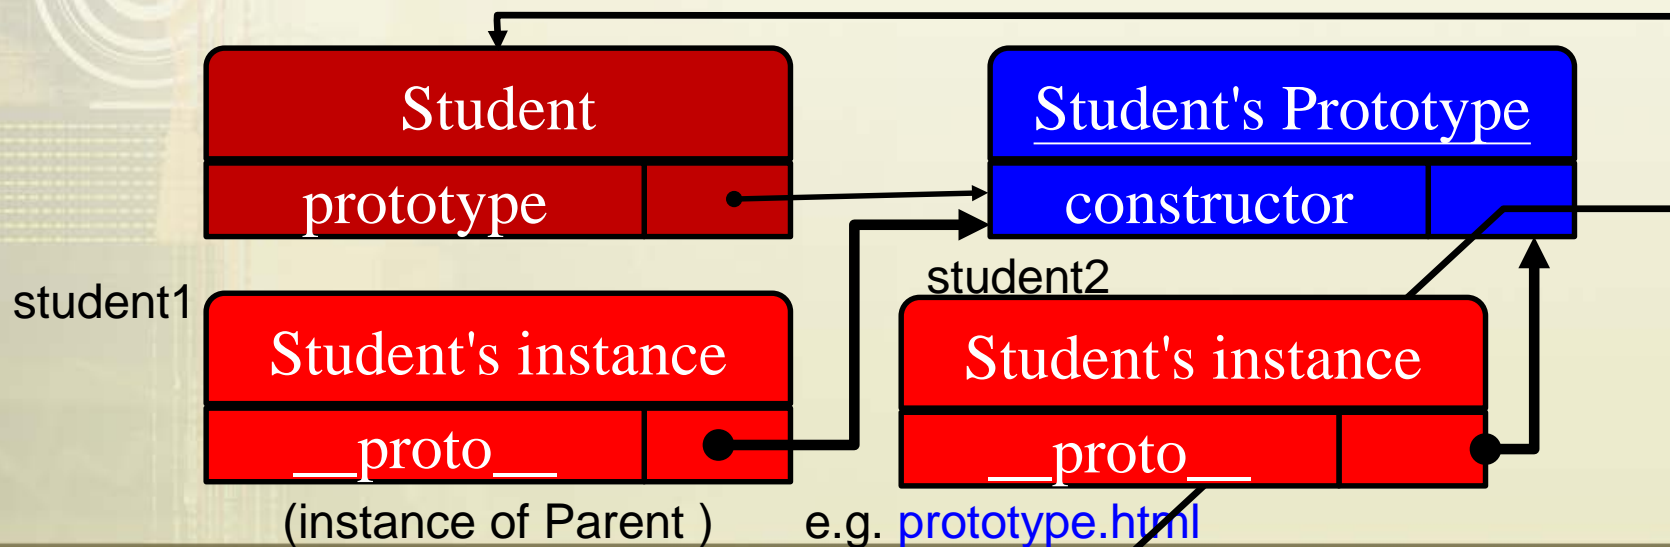 Student
Student's Prototype
prototype
constructor
student1
student2
Student's instance
Student's instance
__proto__
__proto__
(instance of Parent )
e.g. prototype.html